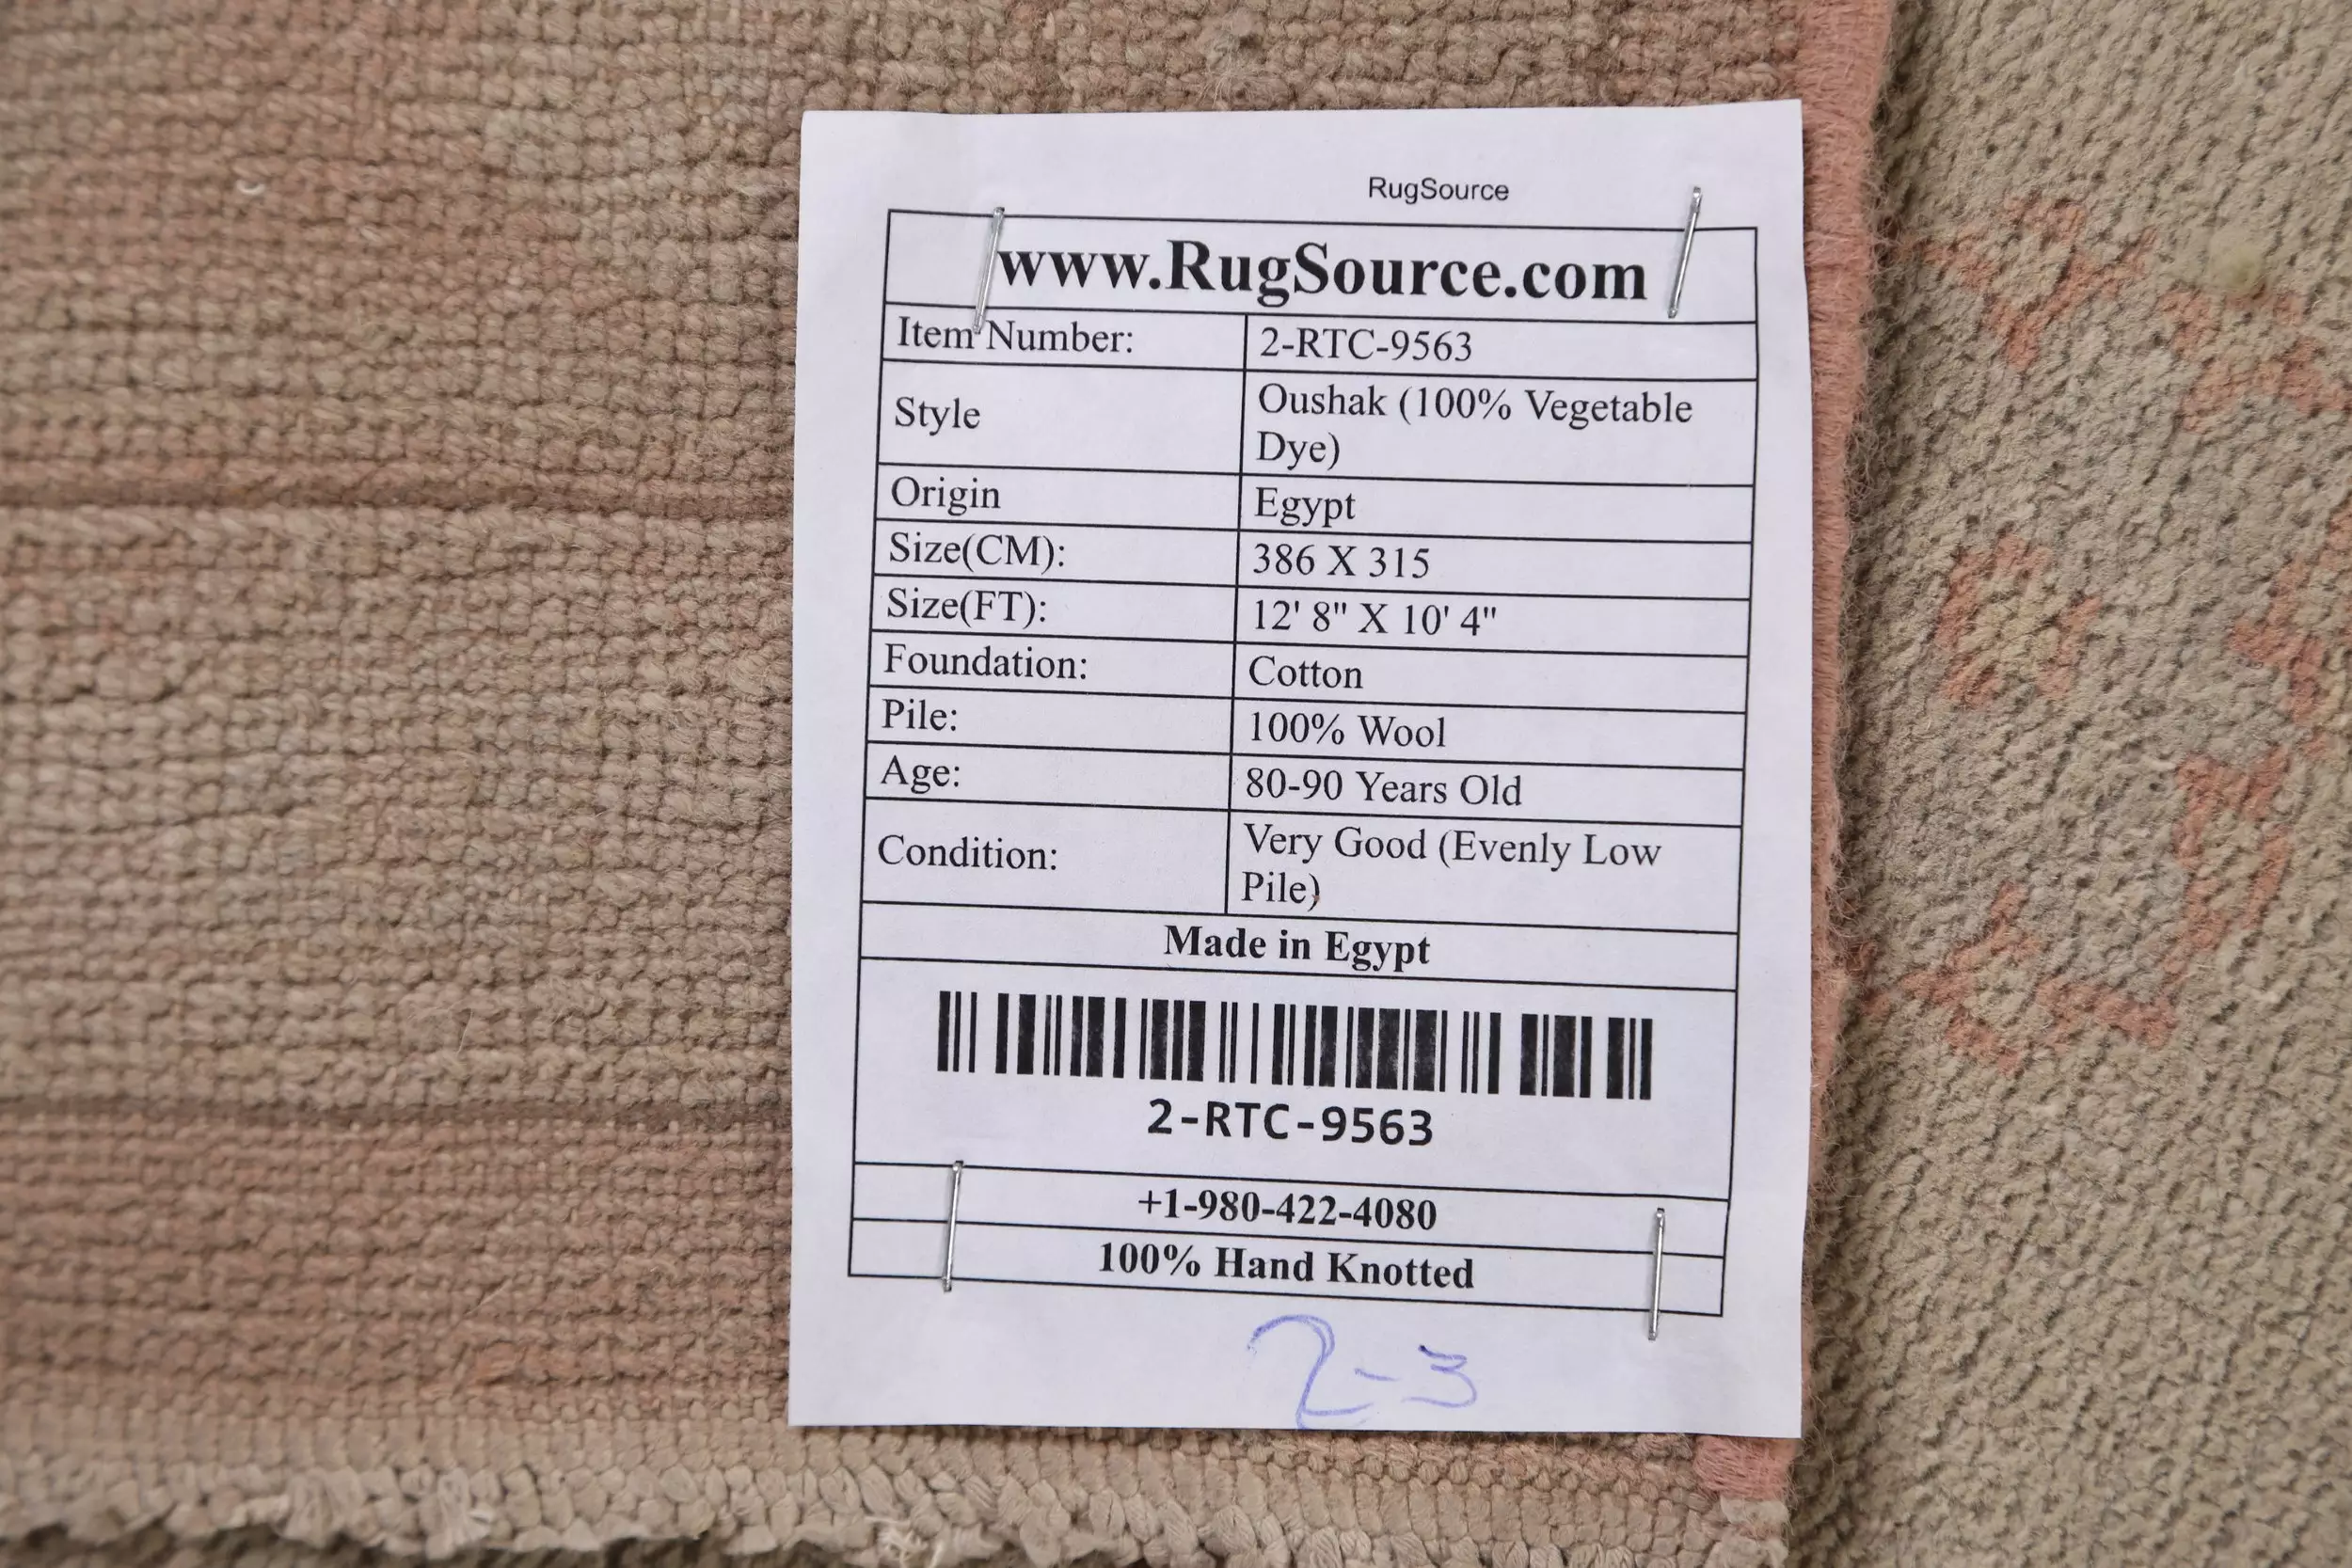 RugSource
www.RugSource.com
Item Number: 2-RTC-9563
Style Oushak (100% Vegetable
Dye)
Origin Egypt
Size(CM): 386 X 315
Size(FT): 12' 8" X 10' 4"
Foundation: Cotton
Pile: 100% Wool
Age: 80-90 Years Old
Condition: Very Good (Evenly Low
Pile)
Made in Egypt
2-RTC-9563
+1-980-422-4080
100% Hand Knotted
2-3